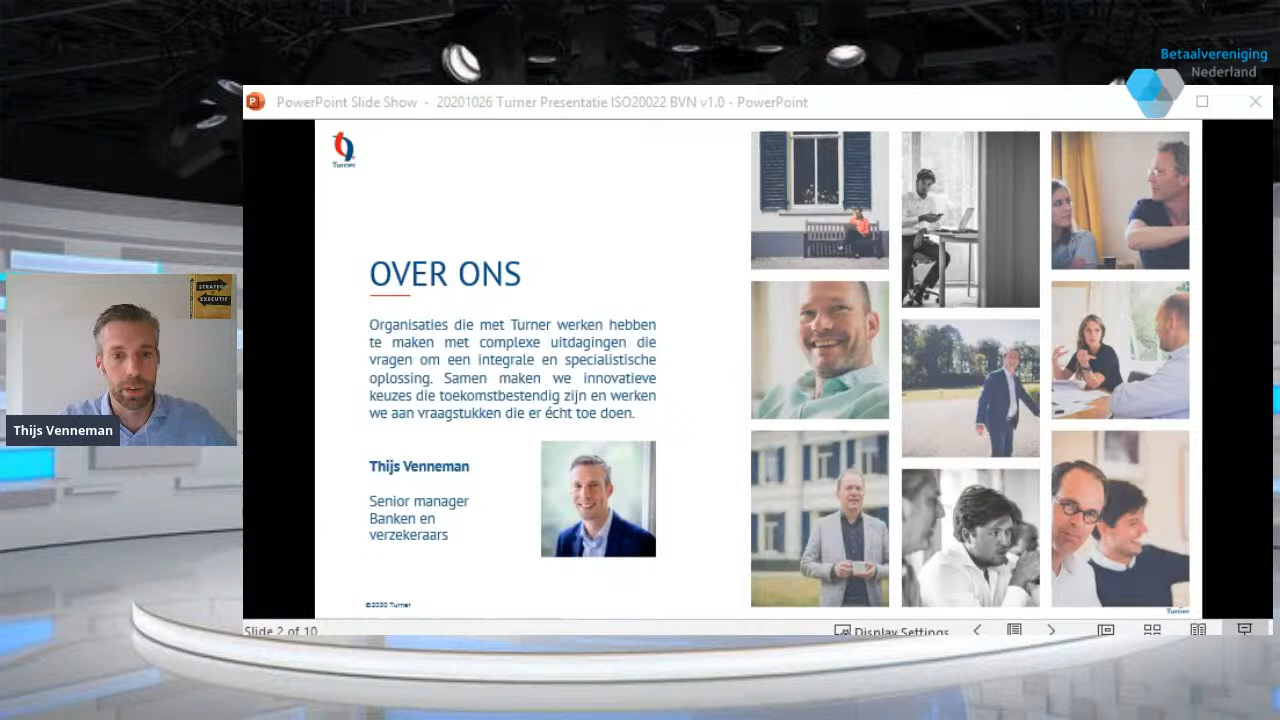 Betaalvereniging
Nederland
PowerPoint Slide Show - 20201026 Turner Presentatie ISO20022 BVN v1.0 - PowerPoint
Turner
OVER ONS
Organisaties die met Turner werken hebben
te maken met complexe uitdagingen die
vragen om een integrale en specialistische
oplossing. Samen maken we innovatieve
keuzes die toekomstbestendig zijn en werken
we aan vraagstukken die er écht toe doen.
Thijs Venneman
Senior manager
Banken en
verzekeraars
©2020 Turner
Turner
Slide 2 of 10
Display Settings
STRATEGIE
EXECUTIE
Thijs Venneman